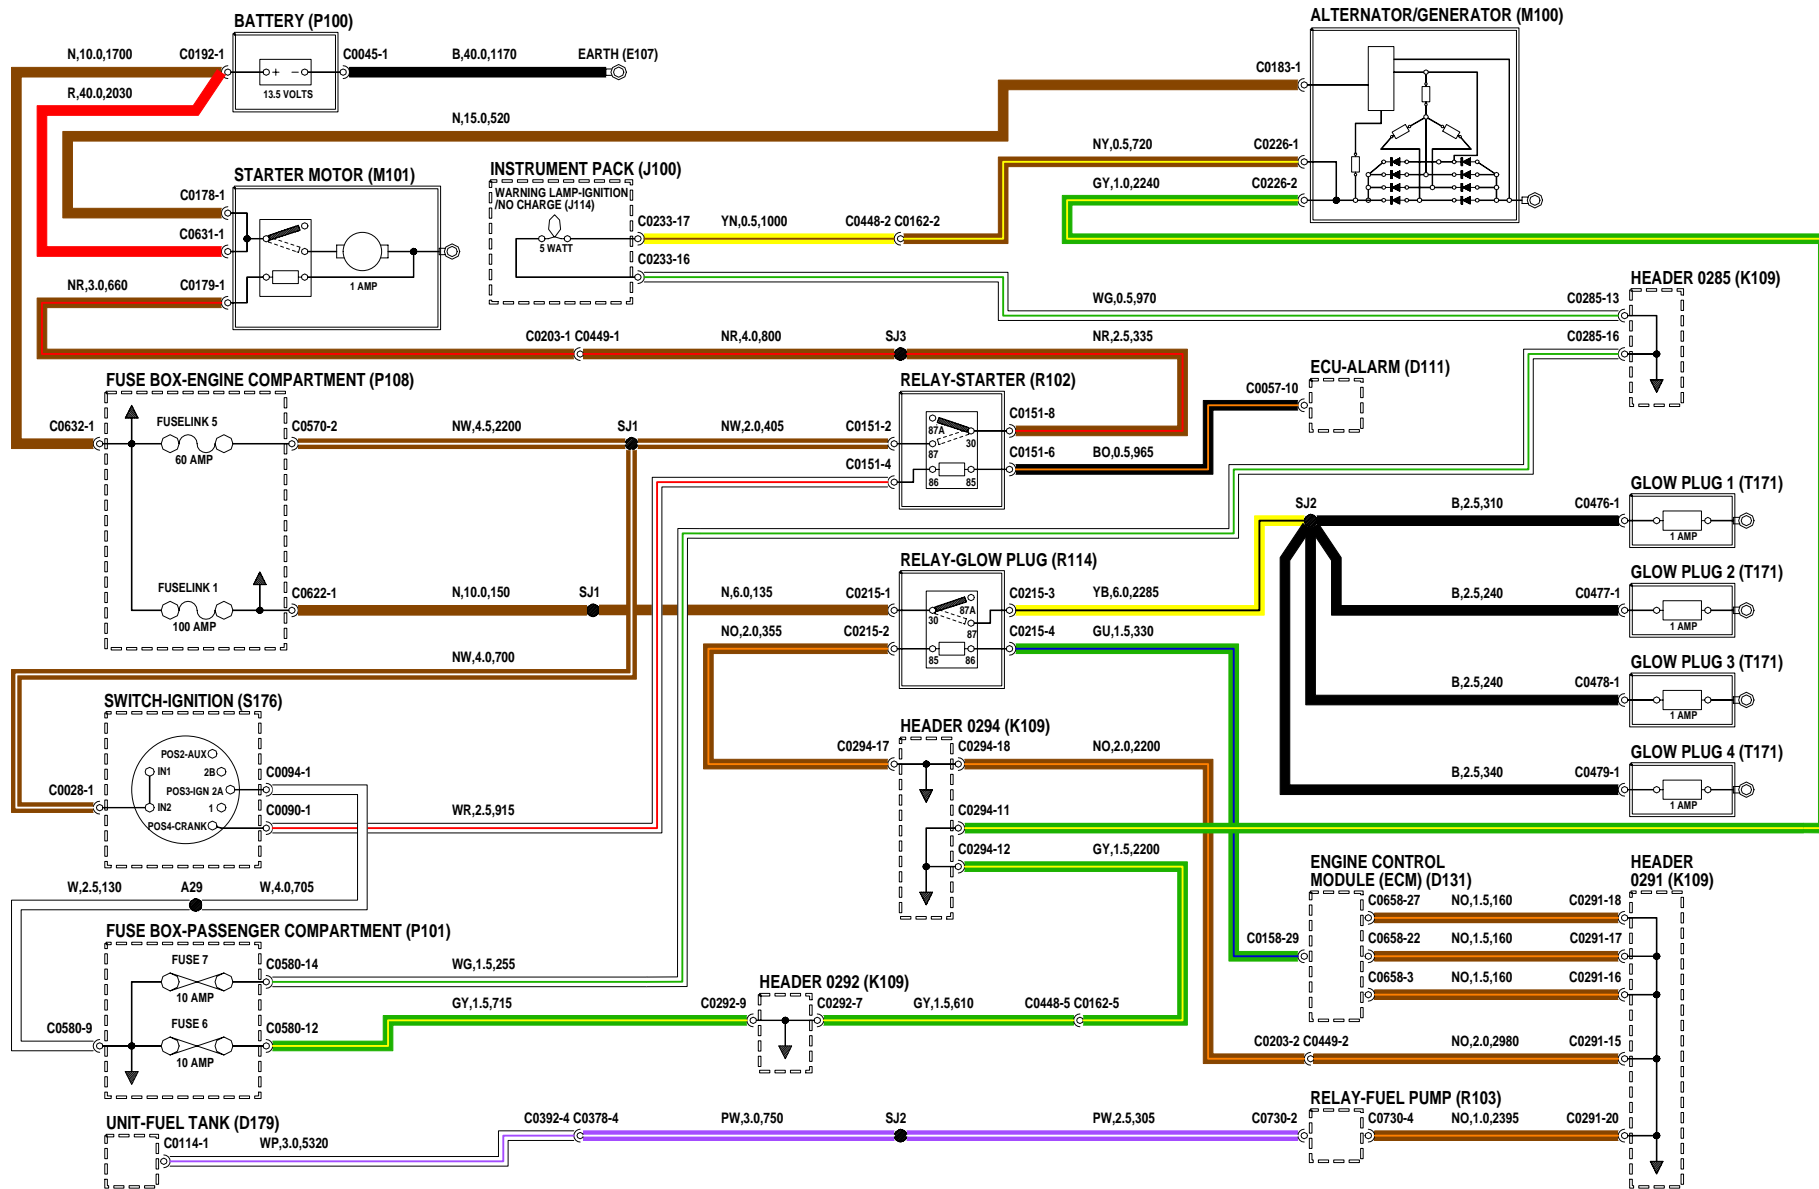 BATTERY (P100)
N,10.0,1700
C0192-1
C0045-1
B,40.0,1170
EARTH (E107)
+ −
13.5 VOLTS
R,40.0,2030
N,15.0,520
ALTERNATOR/GENERATOR (M100)
C0183-1
NY,0.5,720
C0226-1
GY,1.0,2240
C0226-2
STARTER MOTOR (M101)
C0178-1
C0631-1
NR,3.0,660
C0179-1
1 AMP
INSTRUMENT PACK (J100)
WARNING LAMP-IGNITION
/NO CHARGE (J114)
5 WATT
C0233-17
YN,0.5,1000
C0448-2 C0162-2
C0233-16
WG,0.5,970
HEADER 0285 (K109)
C0285-13
C0285-16
C0203-1 C0449-1
NR,4.0,800
SJ3
NR,2.5,335
ECU-ALARM (D111)
C0057-10
FUSE BOX-ENGINE COMPARTMENT (P108)
FUSELINK 5
60 AMP
C0632-1
C0570-2
NW,4.5,2200
SJ1
NW,2.0,405
RELAY-STARTER (R102)
C0151-2
C0151-8
87A
87
30
C0151-4
C0151-6
86
85
BO,0.5,965
FUSELINK 1
100 AMP
C0622-1
N,10.0,150
SJ1
N,6.0,135
RELAY-GLOW PLUG (R114)
C0215-1
C0215-3
YB,6.0,2285
30
87A
87
NO,2.0,355
C0215-2
C0215-4
GU,1.5,330
85
86
SJ2
GLOW PLUG 1 (T171)
B,2.5,310
C0476-1
1 AMP
GLOW PLUG 2 (T171)
B,2.5,240
C0477-1
1 AMP
GLOW PLUG 3 (T171)
B,2.5,240
C0478-1
1 AMP
GLOW PLUG 4 (T171)
B,2.5,340
C0479-1
1 AMP
NW,4.0,700
SWITCH-IGNITION (S176)
POS2-AUX
IN1
2B
POS3-IGN 2A
IN2
1
POS4-CRANK
C0028-1
C0094-1
C0090-1
WR,2.5,915
HEADER 0294 (K109)
C0294-17
C0294-18
NO,2.0,2200
C0294-11
C0294-12
GY,1.5,2200
W,2.5,130
A29
W,4.0,705
FUSE BOX-PASSENGER COMPARTMENT (P101)
FUSE 7
10 AMP
C0580-14
WG,1.5,255
FUSE 6
10 AMP
C0580-9
C0580-12
GY,1.5,715
HEADER 0292 (K109)
C0292-9
C0292-7
GY,1.5,610
C0448-5 C0162-5
ENGINE CONTROL
MODULE (ECM) (D131)
C0158-29
C0658-27
NO,1.5,160
C0291-18
C0658-22
NO,1.5,160
C0291-17
C0658-3
NO,1.5,160
C0291-16
HEADER
0291 (K109)
C0203-2 C0449-2
NO,2.0,2980
C0291-15
RELAY-FUEL PUMP (R103)
C0730-2
C0730-4
NO,1.0,2395
C0291-20
UNIT-FUEL TANK (D179)
C0114-1
WP,3.0,5320
C0392-4 C0378-4
PW,3.0,750
SJ2
PW,2.5,305